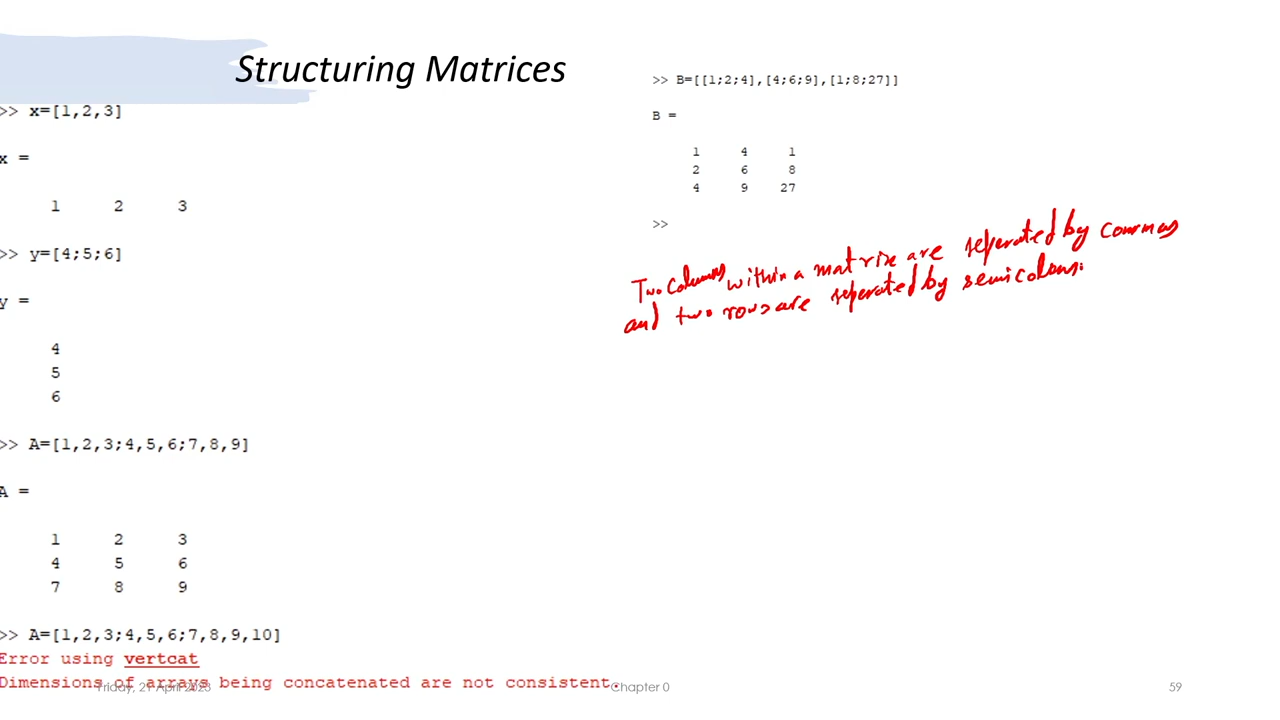 Structuring Matrices
>> x=[1,2,3]
x =
1 2 3
>> y=[4;5;6]
y =
4
5
6
>> A=[1,2,3;4,5,6;7,8,9]
A =
1 2 3
4 5 6
7 8 9
>> A=[1,2,3;4,5,6;7,8,9,10]
Error using vertcat
Dimensions of arrays being concatenated are not consistent.
>> B=[[1;2;4],[4;6;9],[1;8;27]]
B =
1 4 1
2 6 8
4 9 27
>>
Two Columns within a matrix are seperated by commas
and two rows are seperated by semicolons.
Friday, 21 April 2023
Chapter 0
59